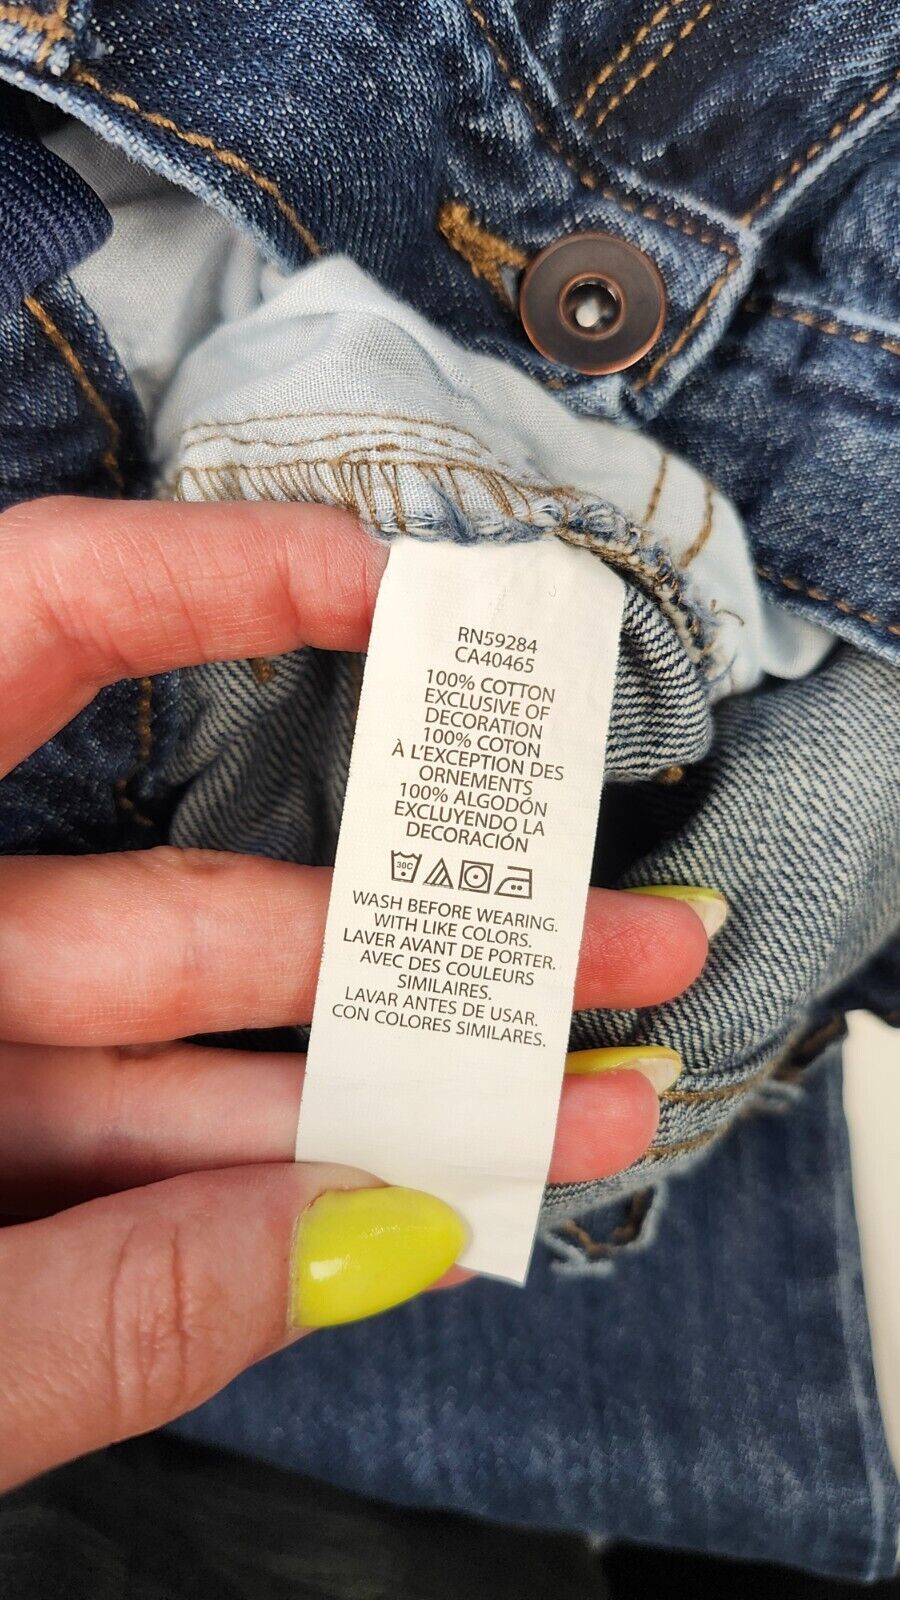 RN59284
CA40465
100% COTTON
EXCLUSIVE OF
DECORATION
100% COTON
À L'EXCEPTION DES
ORNEMENTS
100% ALGODÓN
EXCLUYENDO LA
DECORACIÓN
30C
WASH BEFORE WEARING.
WITH LIKE COLORS.
LAVER AVANT DE PORTER.
AVEC DES COULEURS
SIMILAIRES.
LAVAR ANTES DE USAR.
CON COLORES SIMILARES.